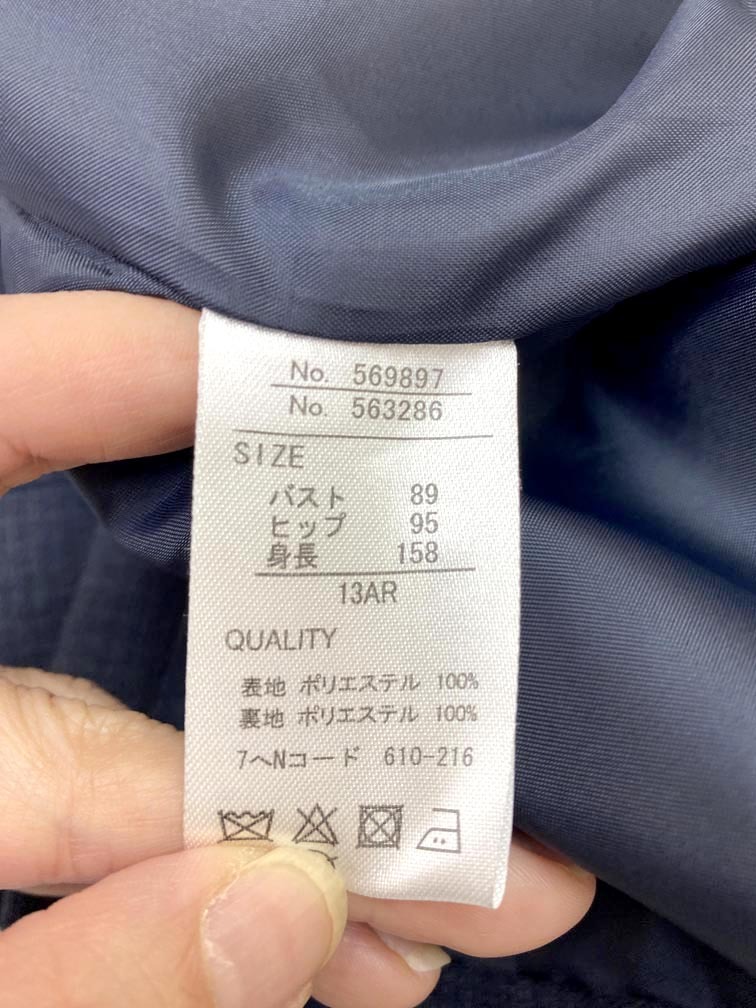 No. 569897
No. 563286
SIZE
バスト 89
ヒップ 95
身長 158
13AR
QUALITY
表地 ポリエステル 100%
裏地 ポリエステル 100%
7へNコード 610-216